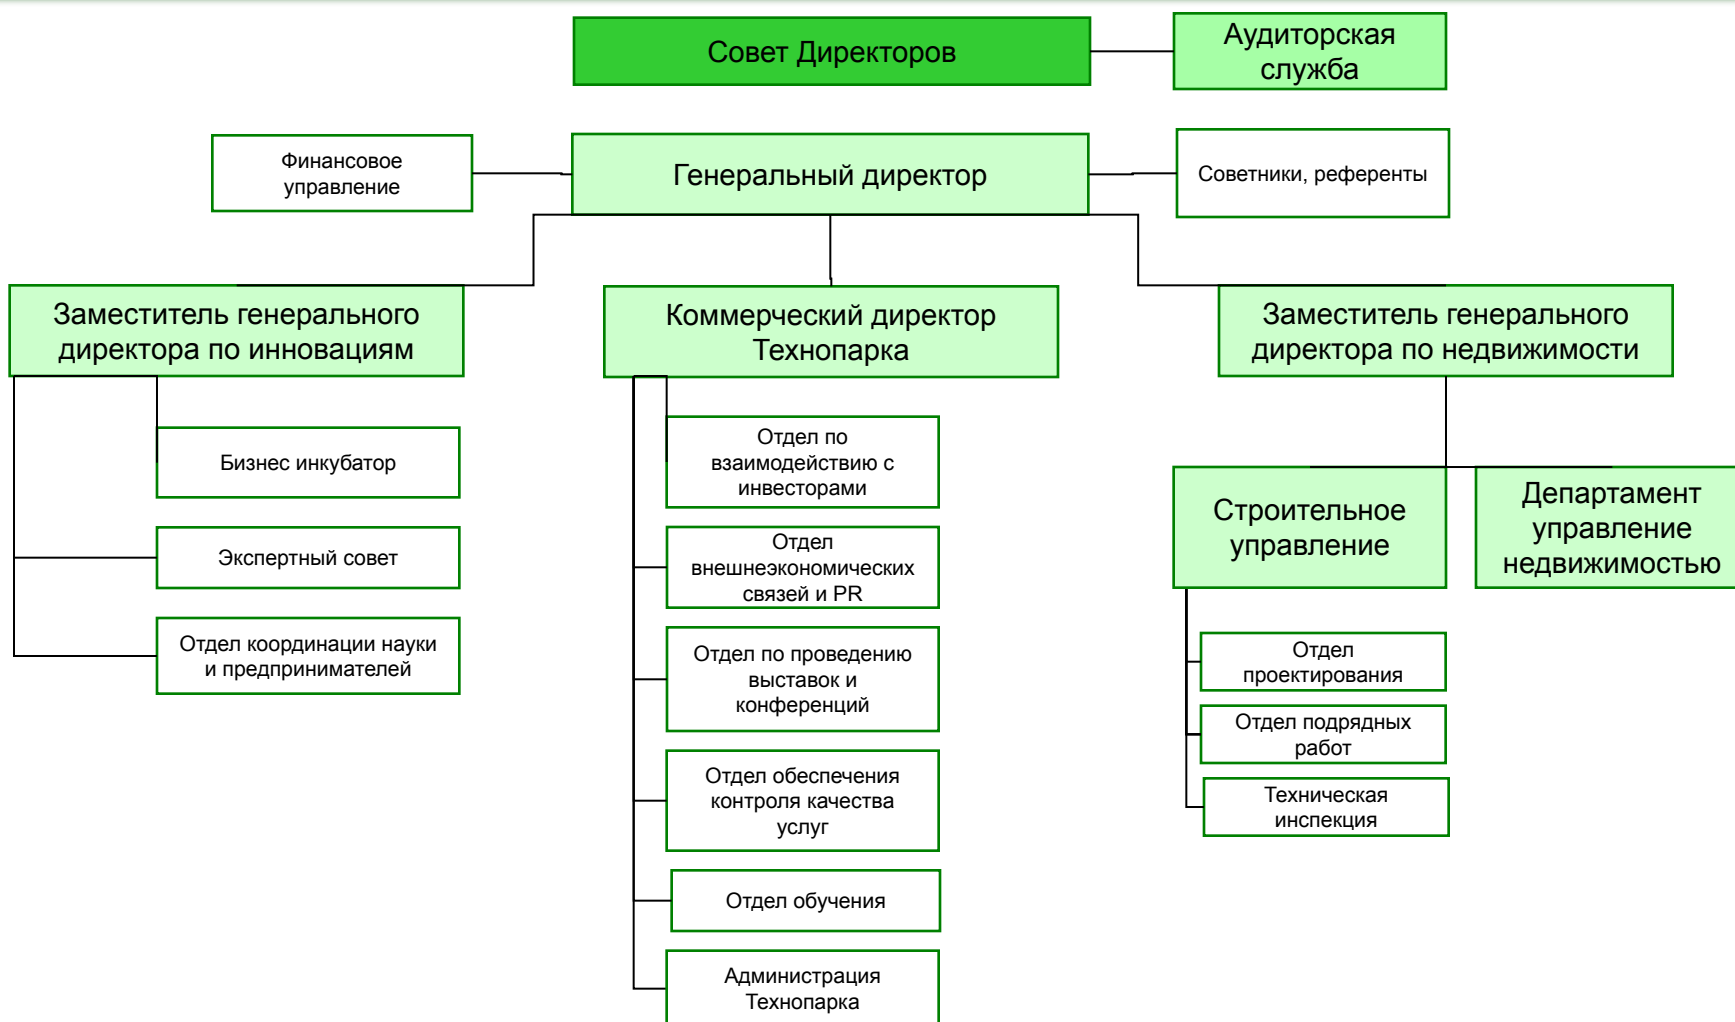 Совет Директоров
Аудиторская
служба
Финансовое
управление
Генеральный директор
Советники, референты
Заместитель генерального
директора по инновациям
Коммерческий директор
Технопарка
Заместитель генерального
директора по недвижимости
Бизнес инкубатор
Экспертный совет
Отдел координации науки
и предпринимателей
Отдел по
взаимодействию с
инвесторами
Отдел
внешнеэкономических
связей и PR
Отдел по проведению
выставок и
конференций
Отдел обеспечения
контроля качества
услуг
Отдел обучения
Администрация
Технопарка
Строительное
управление
Департамент
управление
недвижимостью
Отдел
проектирования
Отдел подрядных
работ
Техническая
инспекция